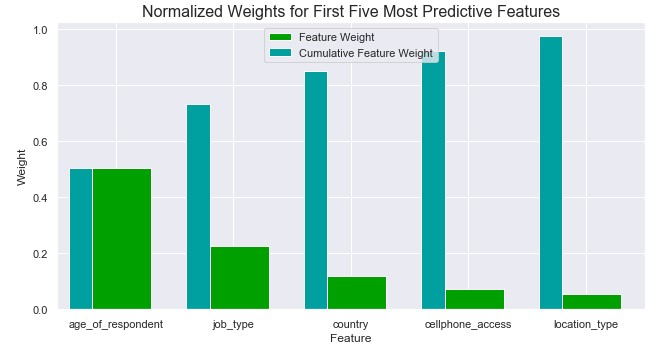 Normalized Weights for First Five Most Predictive Features
Feature Weight
Cumulative Feature Weight
1.0
0.8
0.6
0.4
0.2
0.0
Weight
age_of_respondent job_type country cellphone_access location_type
Feature